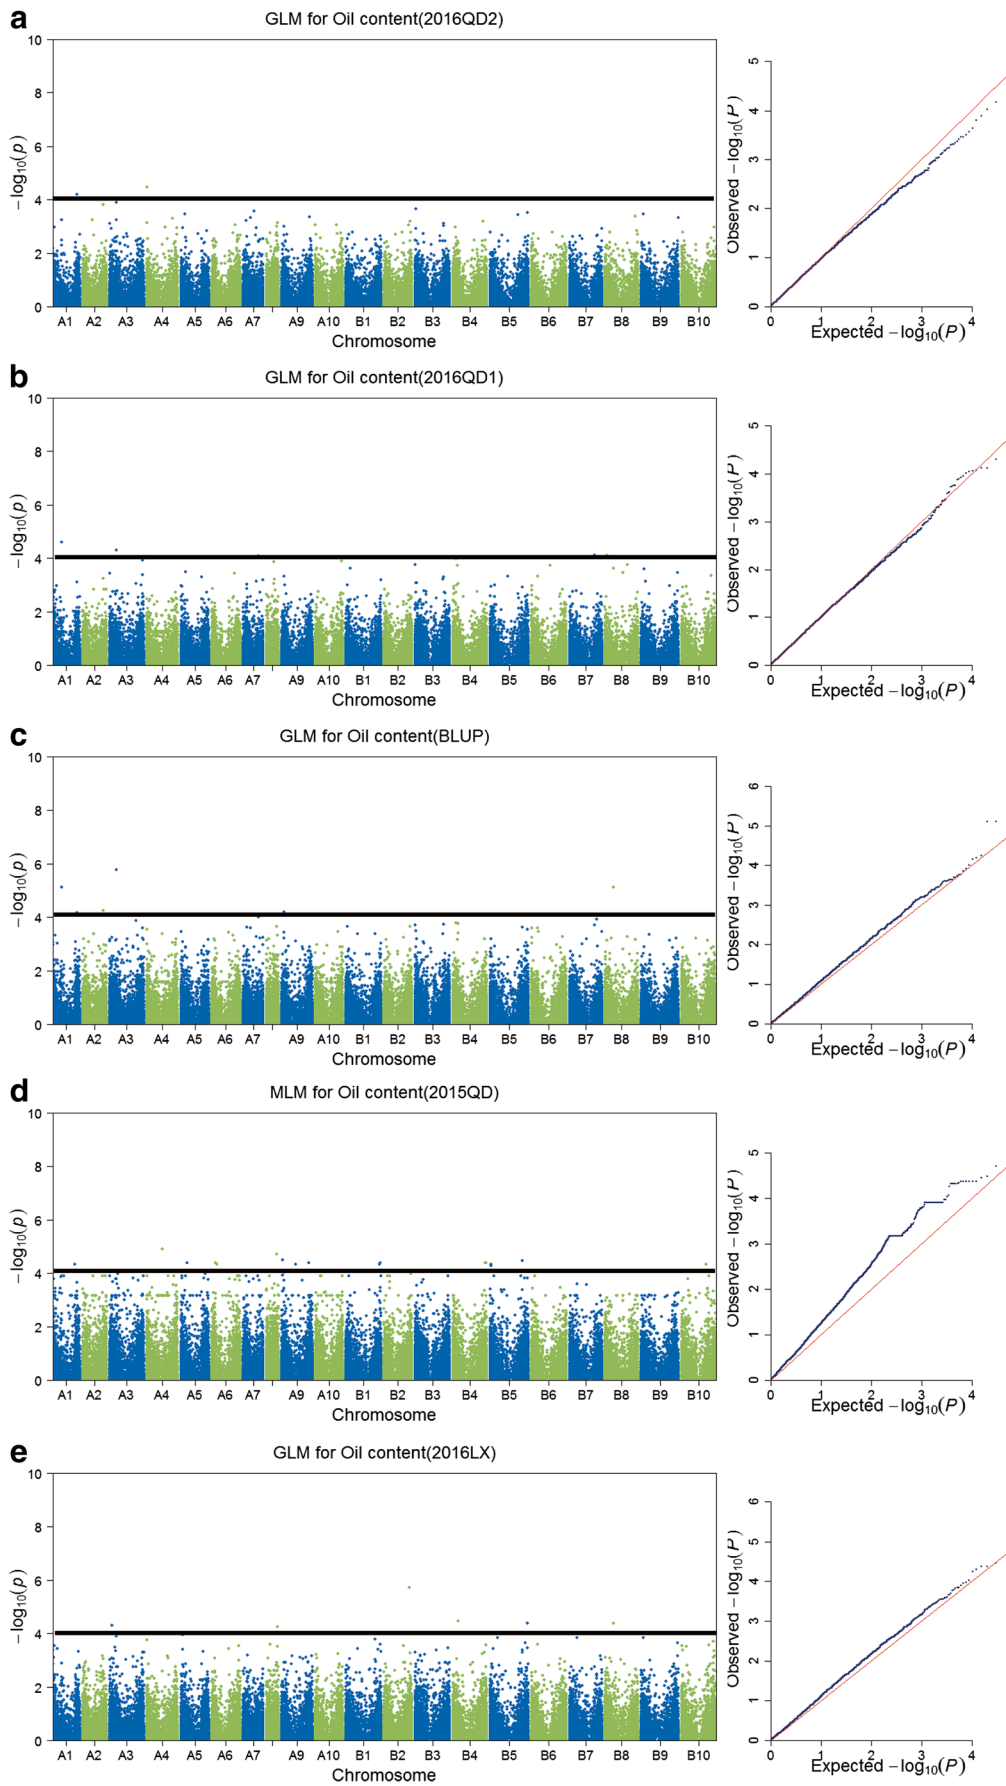 a
GLM for Oil content(2016QD2)
10
8
6
4
2
0
−log10(p)
A1 A2 A3 A4 A5 A6 A7 A9 A10 B1 B2 B3 B4 B5 B6 B7 B8 B9 B10
Chromosome
5
4
3
2
1
0
Observed −log10(P)
0 1 2 3 4
Expected −log10(P)
b
GLM for Oil content(2016QD1)
10
8
6
4
2
0
−log10(p)
A1 A2 A3 A4 A5 A6 A7 A9 A10 B1 B2 B3 B4 B5 B6 B7 B8 B9 B10
Chromosome
5
4
3
2
1
0
Observed −log10(P)
0 1 2 3 4
Expected −log10(P)
c
GLM for Oil content(BLUP)
10
8
6
4
2
0
−log10(p)
A1 A2 A3 A4 A5 A6 A7 A9 A10 B1 B2 B3 B4 B5 B6 B7 B8 B9 B10
Chromosome
6
5
4
3
2
1
0
Observed −log10(P)
0 1 2 3 4
Expected −log10(P)
d
MLM for Oil content(2015QD)
10
8
6
4
2
0
−log10(p)
A1 A2 A3 A4 A5 A6 A7 A9 A10 B1 B2 B3 B4 B5 B6 B7 B8 B9 B10
Chromosome
5
4
3
2
1
0
Observed −log10(P)
0 1 2 3 4
Expected −log10(P)
e
GLM for Oil content(2016LX)
10
8
6
4
2
0
−log10(p)
A1 A2 A3 A4 A5 A6 A7 A9 A10 B1 B2 B3 B4 B5 B6 B7 B8 B9 B10
Chromosome
6
5
4
3
2
1
0
Observed −log10(P)
0 1 2 3 4
Expected −log10(P)